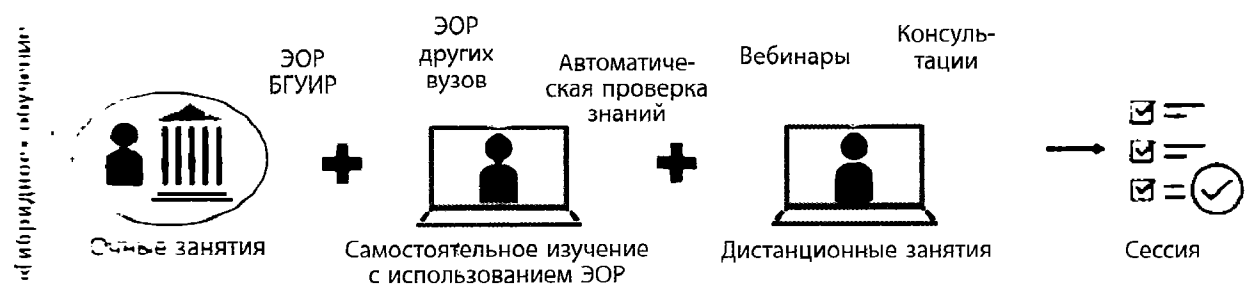 ЭОР
БГУИР
ЭОР
других
вузов
Автоматиче-
ская проверка
знаний
Вебинары
Консуль-
тации
Очные занятия
Самостоятельное изучение
с использованием ЭОР
Дистанционные занятия
Сессия